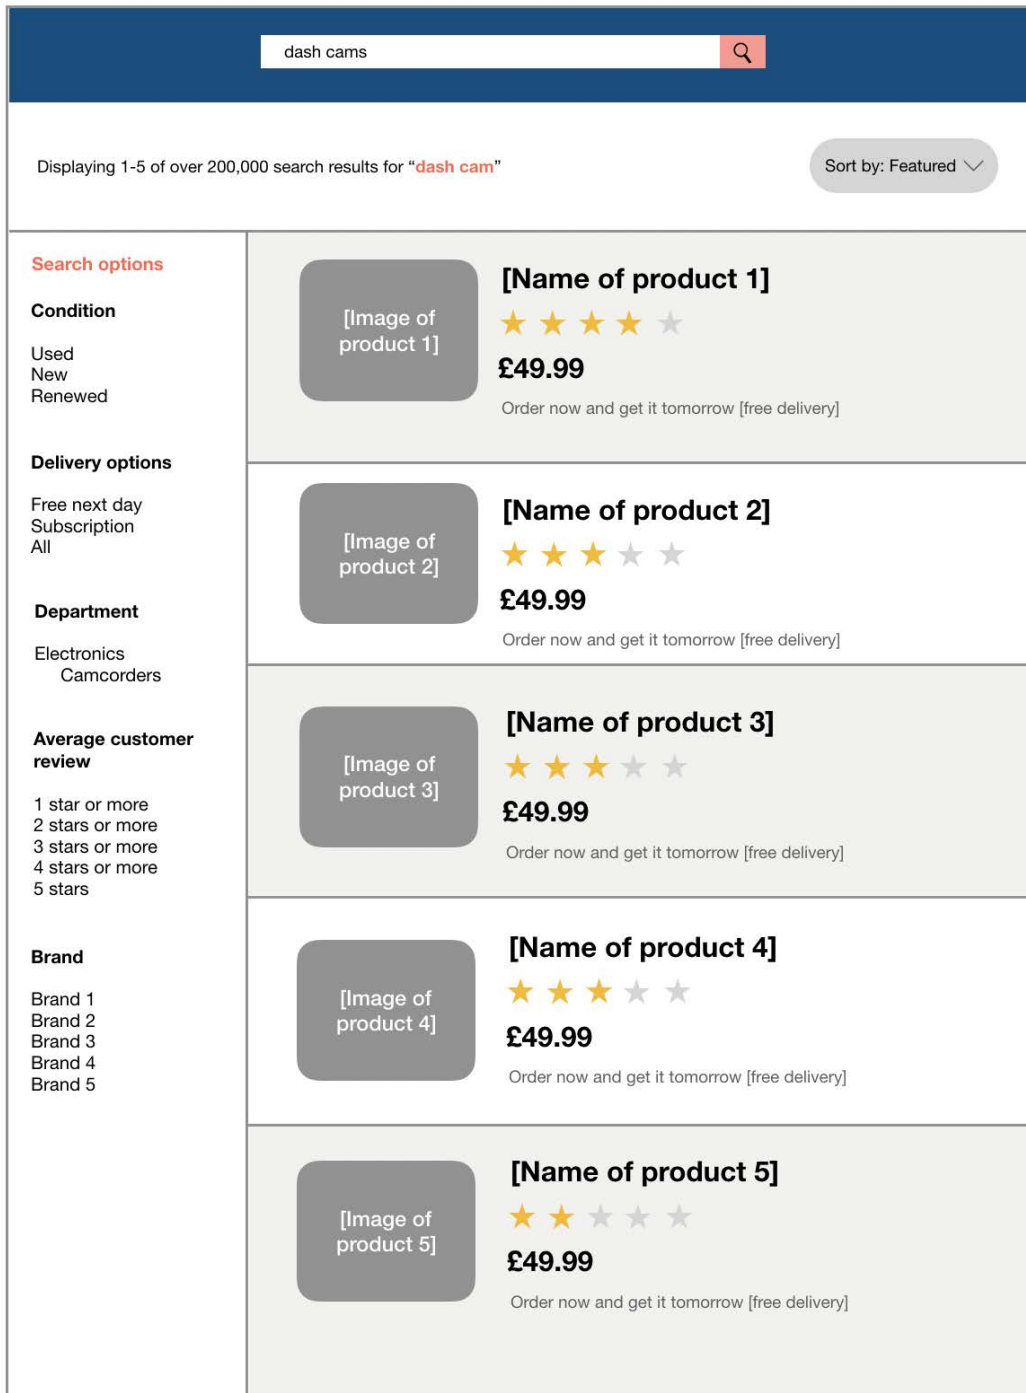 dash cams
Displaying 1-5 of over 200,000 search results for “dash cam”
Sort by: Featured
Search options
Condition
Used
New
Renewed
Delivery options
Free next day
Subscription
All
Department
Electronics
Camcorders
Average customer
review
1 star or more
2 stars or more
3 stars or more
4 stars or more
5 stars
Brand
Brand 1
Brand 2
Brand 3
Brand 4
Brand 5
[Image of
product 1]
[Name of product 1]
£49.99
Order now and get it tomorrow [free delivery]
[Image of
product 2]
[Name of product 2]
£49.99
Order now and get it tomorrow [free delivery]
[Image of
product 3]
[Name of product 3]
£49.99
Order now and get it tomorrow [free delivery]
[Image of
product 4]
[Name of product 4]
£49.99
Order now and get it tomorrow [free delivery]
[Image of
product 5]
[Name of product 5]
£49.99
Order now and get it tomorrow [free delivery]